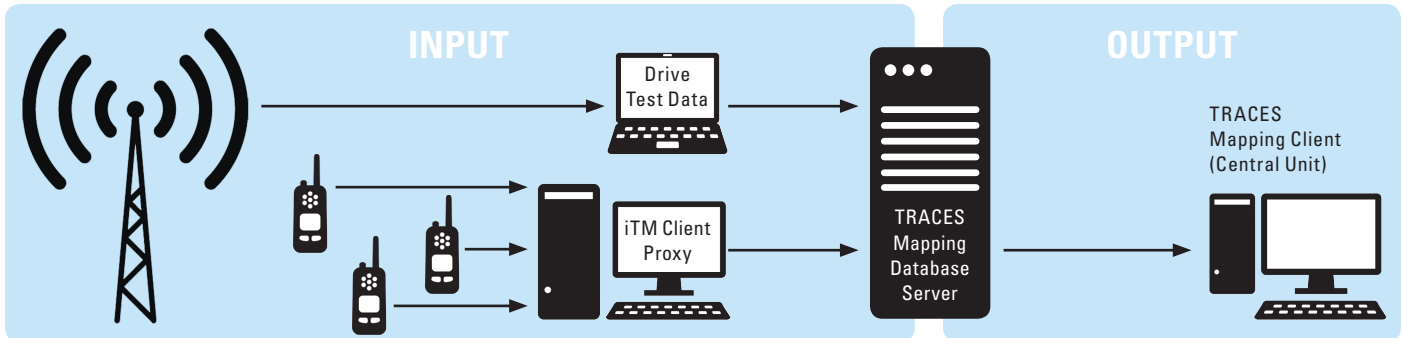 INPUT
OUTPUT
Drive
Test Data
TRACES
Mapping Client
(Central Unit)
iTM Client
Proxy
TRACES
Mapping
Database
Server